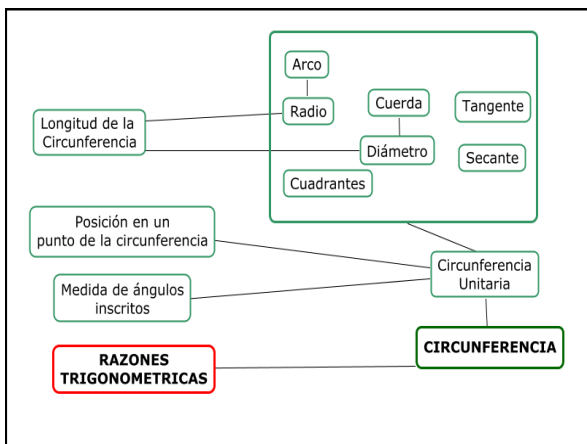 Arco
Radio
Cuerda
Tangente
Longitud de la
Circunferencia
Diámetro
Secante
Cuadrantes
Posición en un
punto de la circunferencia
Circunferencia
Unitaria
Medida de ángulos
inscritos
CIRCUNFERENCIA
RAZONES
TRIGONOMETRICAS